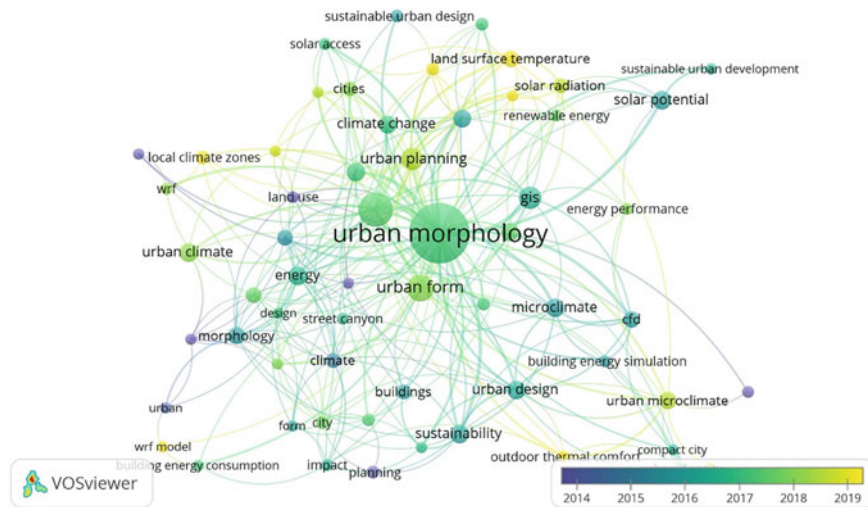 sustainable urban design
solar access
land surface temperature
sustainable urban development
cities
solar radiation
solar potential
climate change
renewable energy
urban planning
local climate zones
wrf
land use
gis
energy performance
urban morphology
urban climate
energy
urban form
design
street canyon
microclimate
cfd
morphology
climate
building energy simulation
buildings
urban design
urban microclimate
urban
form
city
sustainability
wrf model
outdoor thermal comfort
compact city
building energy consumption
impact
planning
VOSviewer
2014 2015 2016 2017 2018 2019